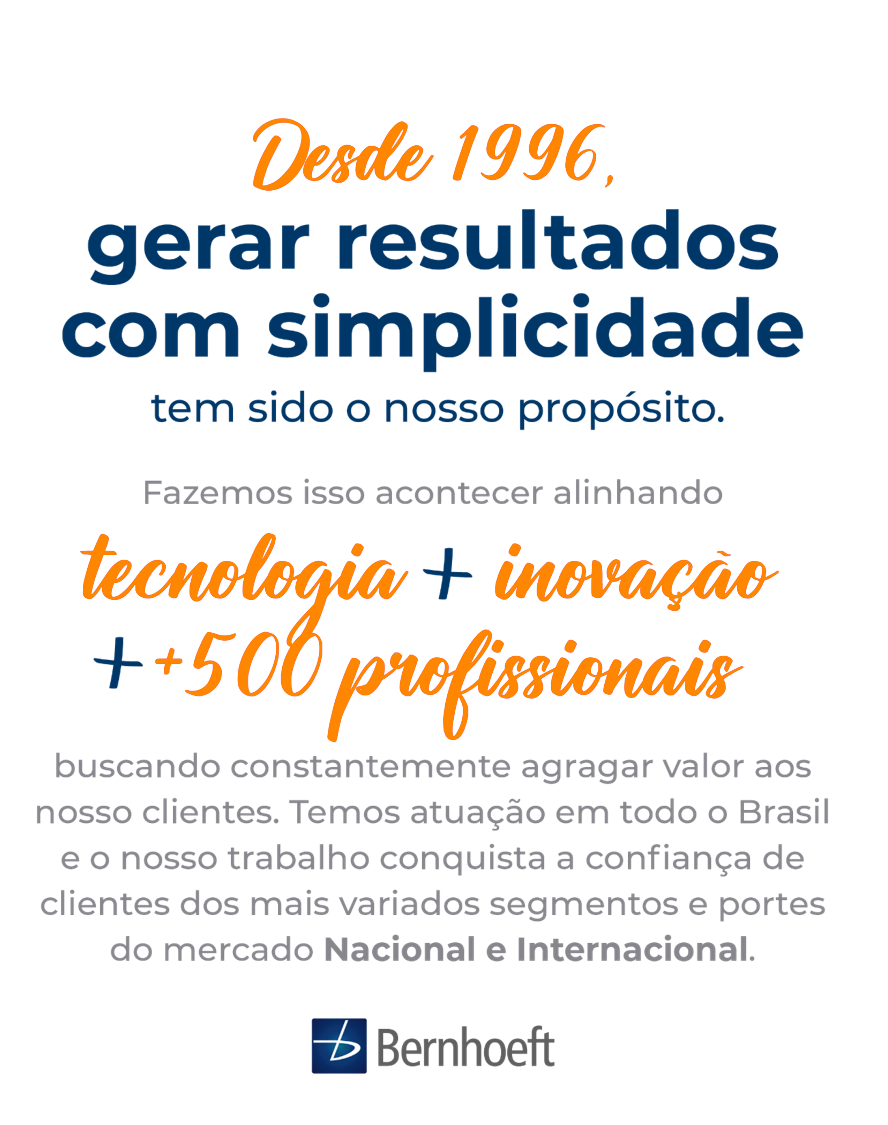 Desde 1996,
gerar resultados
com simplicidade
tem sido o nosso propósito.
Fazemos isso acontecer alinhando
tecnologia + inovação
++500 profissionais
buscando constantemente agragar valor aos
nosso clientes. Temos atuação em todo o Brasil
e o nosso trabalho conquista a confiança de
clientes dos mais variados segmentos e portes
do mercado Nacional e Internacional.
Bernhoeft